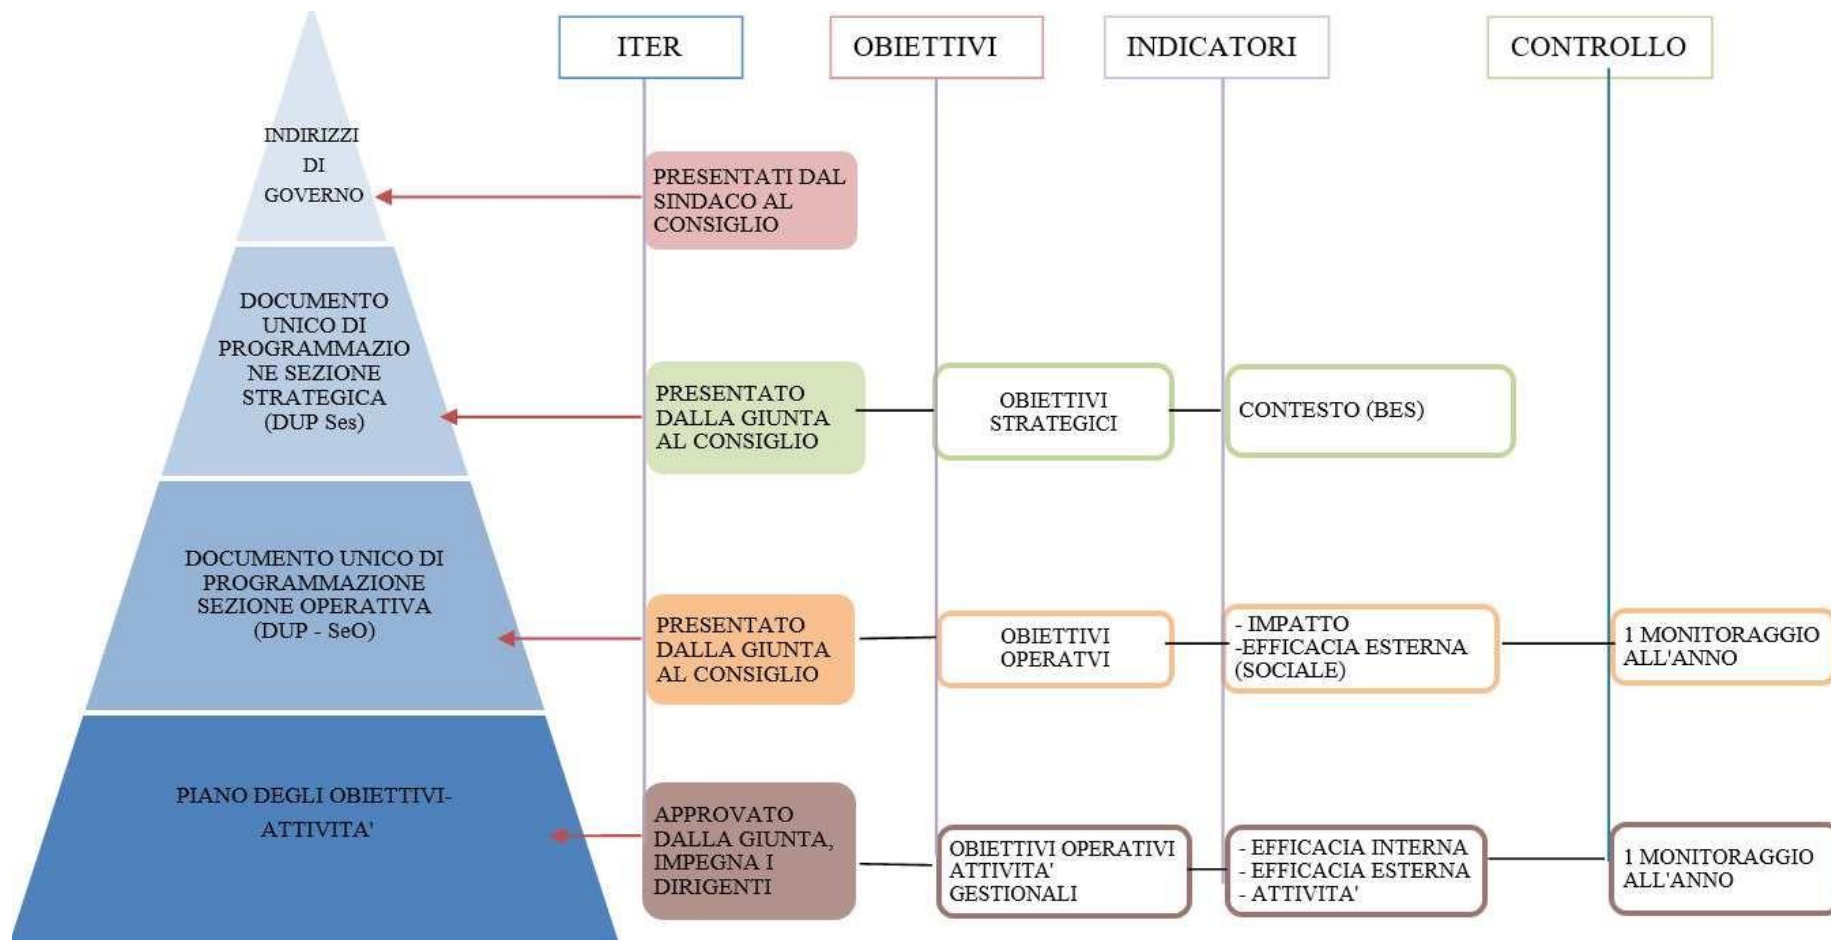 ITER
OBIETTIVI
INDICATORI
CONTROLLO
INDIRIZZI
DI
GOVERNO
PRESENTATI DAL
SINDACO AL
CONSIGLIO
DOCUMENTO
UNICO DI
PROGRAMMAZIO
NE SEZIONE
STRATEGICA
(DUP Ses)
PRESENTATO
DALLA GIUNTA
AL CONSIGLIO
OBIETTIVI
STRATEGICI
CONTESTO (BES)
DOCUMENTO UNICO DI
PROGRAMMAZIONE
SEZIONE OPERATIVA
(DUP - SeO)
PRESENTATO
DALLA GIUNTA
AL CONSIGLIO
OBIETTIVI
OPERATVI
- IMPATTO
-EFFICACIA ESTERNA
(SOCIALE)
1 MONITORAGGIO
ALL'ANNO
PIANO DEGLI OBIETTIVI-
ATTIVITA'
APPROVATO
DALLA GIUNTA,
IMPEGNA I
DIRIGENTI
OBIETTIVI OPERATIVI
ATTIVITA'
GESTIONALI
- EFFICACIA INTERNA
- EFFICACIA ESTERNA
- ATTIVITA'
1 MONITORAGGIO
ALL'ANNO